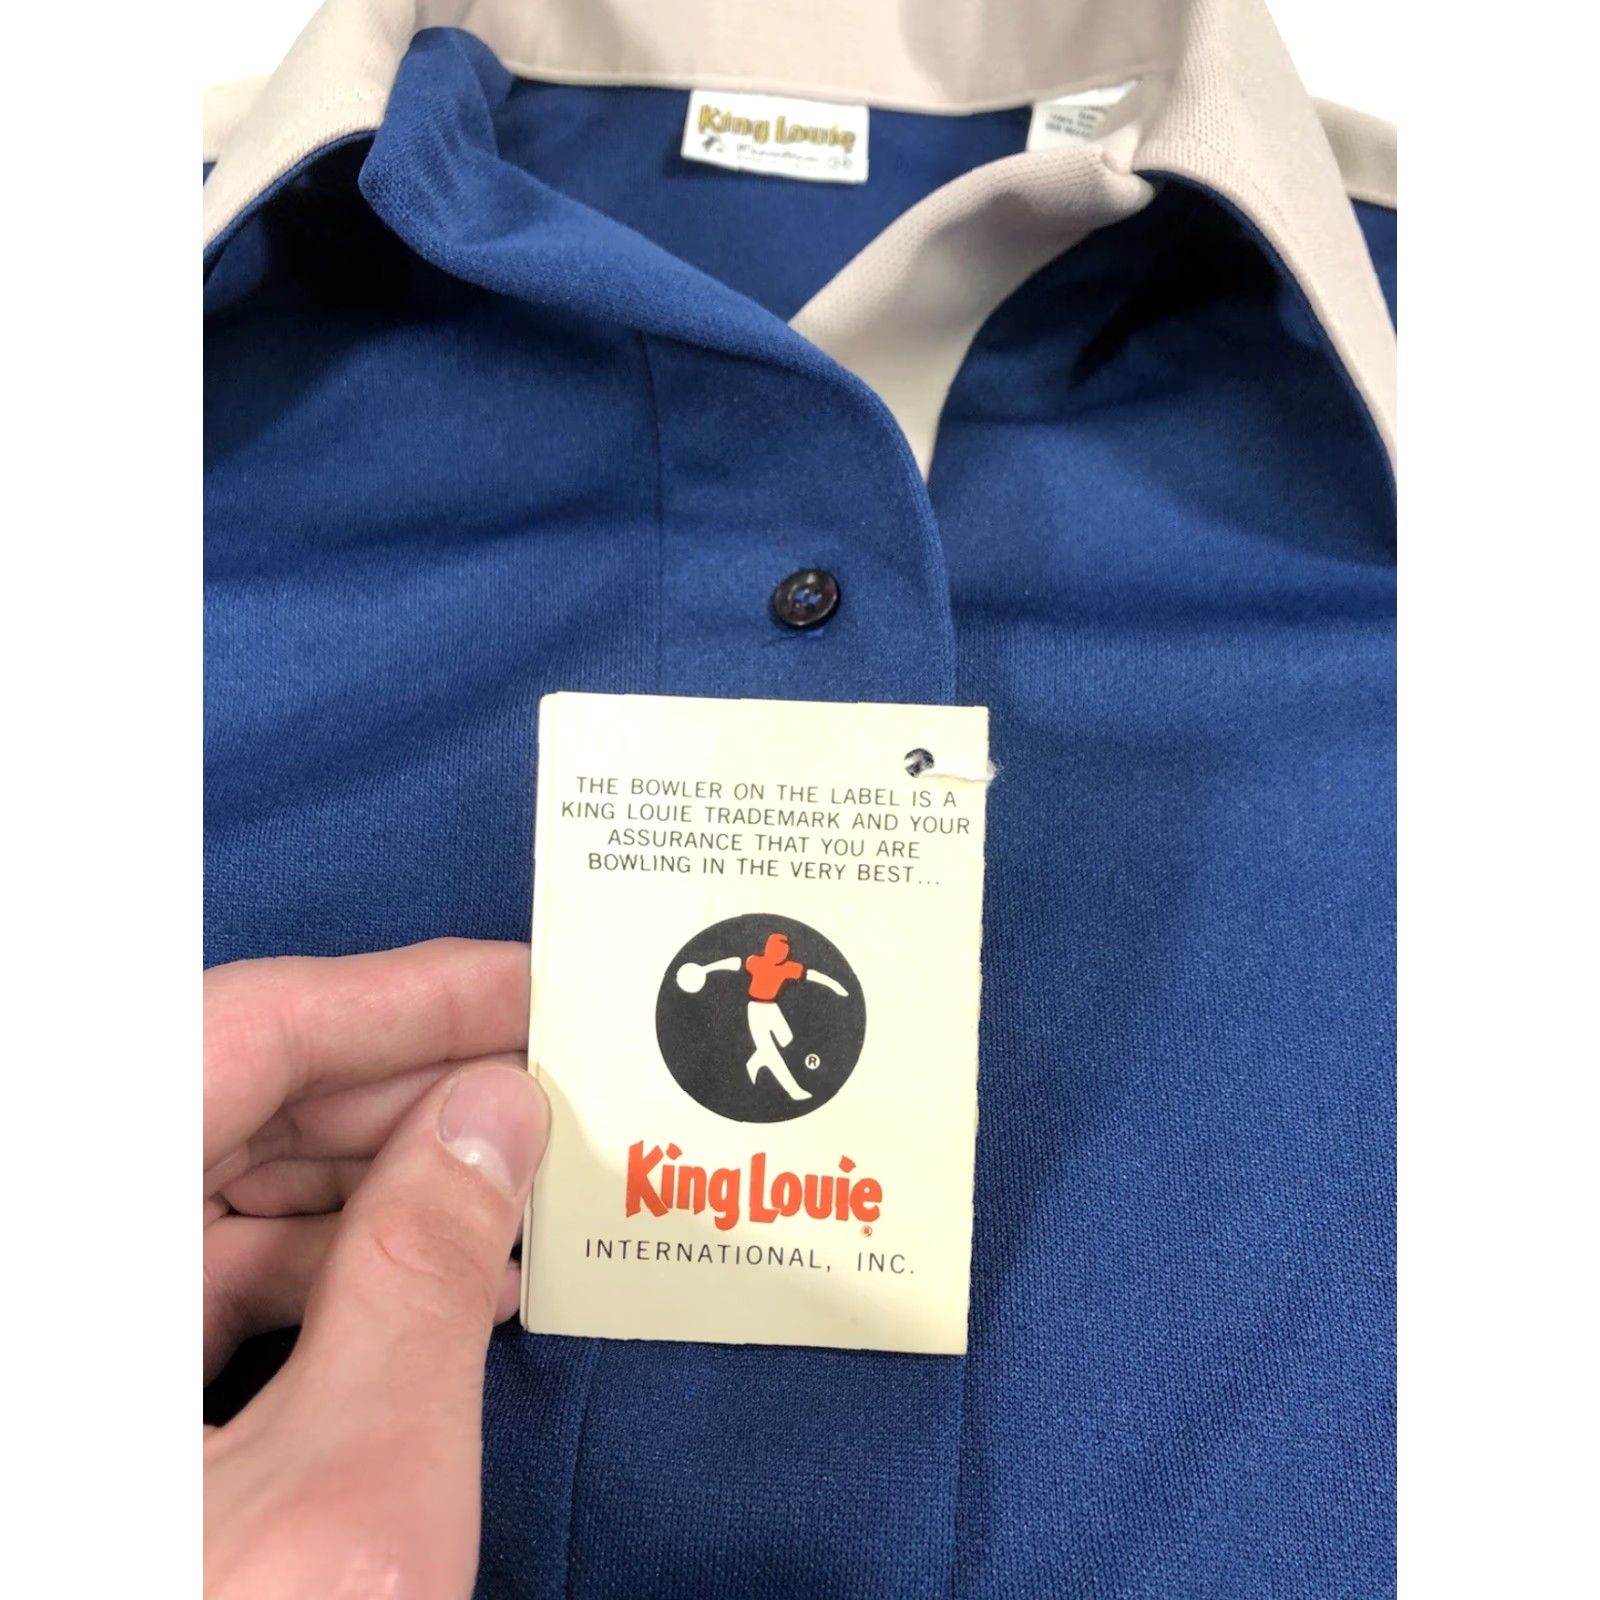 King Louie
THE BOWLER ON THE LABEL IS A
KING LOUIE TRADEMARK AND YOUR
ASSURANCE THAT YOU ARE
BOWLING IN THE VERY BEST...
®
King Louie®
INTERNATIONAL, INC.